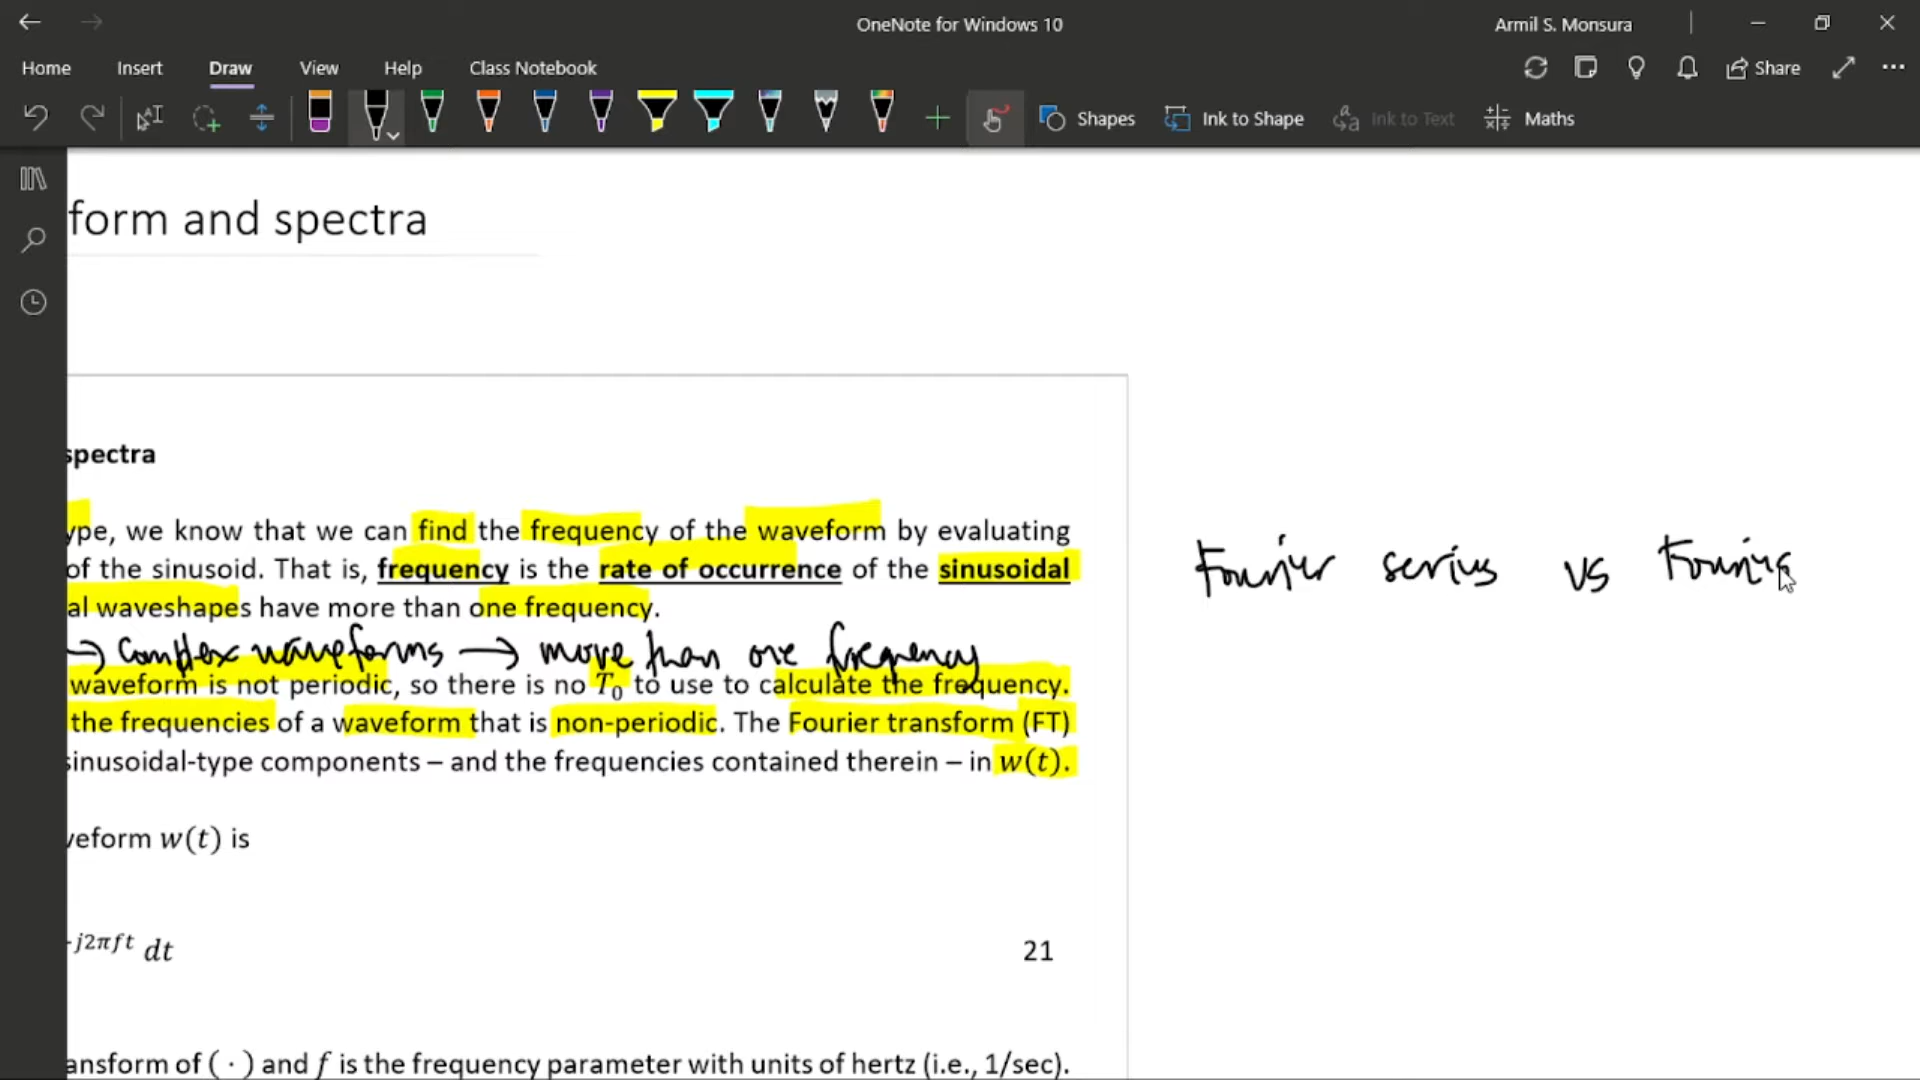 OneNote for Windows 10
Armil S. Monsura
Home Insert Draw View Help Class Notebook
Share
Shapes Ink to Shape Ink to Text Maths
form and spectra
spectra
ype, we know that we can find the frequency of the waveform by evaluating
of the sinusoid. That is, frequency is the rate of occurrence of the sinusoidal
al waveshapes have more than one frequency.
→ complex waveforms → more than one frequency
waveform is not periodic, so there is no T₀ to use to calculate the frequency.
the frequencies of a waveform that is non-periodic. The Fourier transform (FT)
sinusoidal-type components – and the frequencies contained therein – in w(t).
veform w(t) is
-j2πft dt
21
ansform of ( · ) and f is the frequency parameter with units of hertz (i.e., 1/sec).
Fourier series vs Fourier